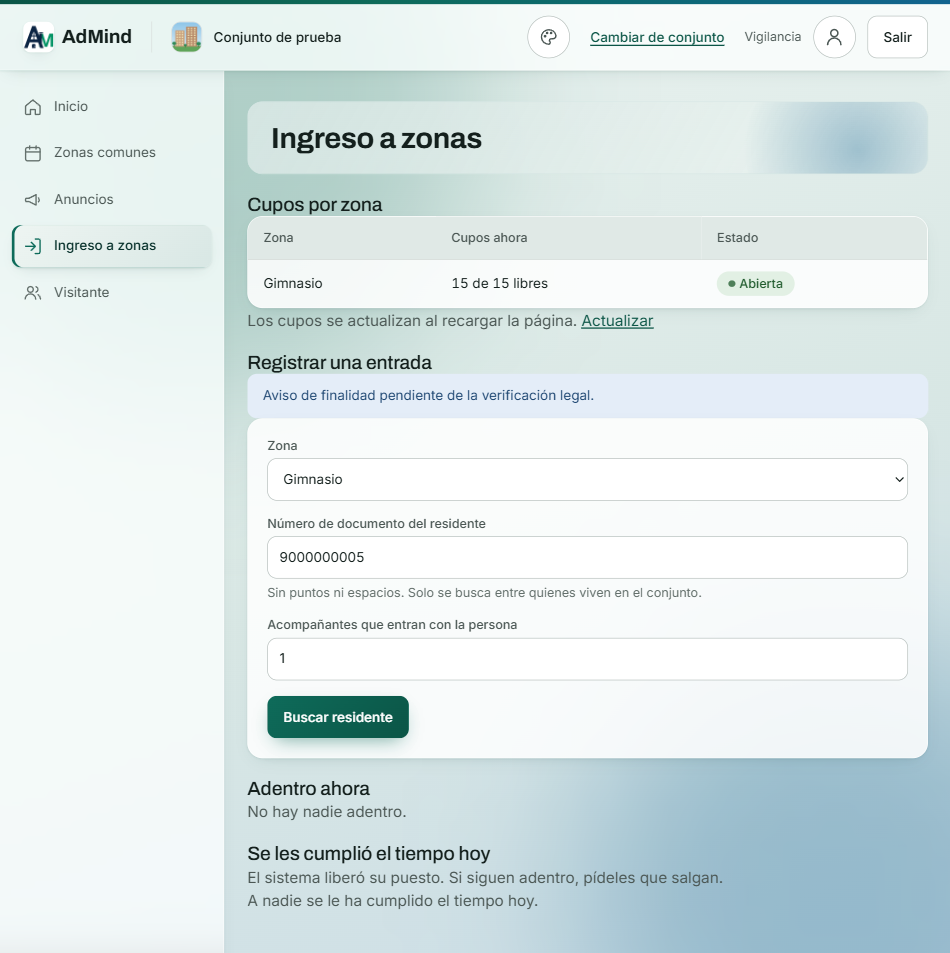 AdMind
Conjunto de prueba
Cambiar de conjunto
Vigilancia
Salir
Inicio
Zonas comunes
Anuncios
Ingreso a zonas
Visitante
Ingreso a zonas
Cupos por zona
Zona Cupos ahora Estado
Gimnasio 15 de 15 libres Abierta
Los cupos se actualizan al recargar la página. Actualizar
Registrar una entrada
Aviso de finalidad pendiente de la verificación legal.
Zona
Gimnasio
Número de documento del residente
9000000005
Sin puntos ni espacios. Solo se busca entre quienes viven en el conjunto.
Acompañantes que entran con la persona
1
Buscar residente
Adentro ahora
No hay nadie adentro.
Se les cumplió el tiempo hoy
El sistema liberó su puesto. Si siguen adentro, pídeles que salgan.
A nadie se le ha cumplido el tiempo hoy.